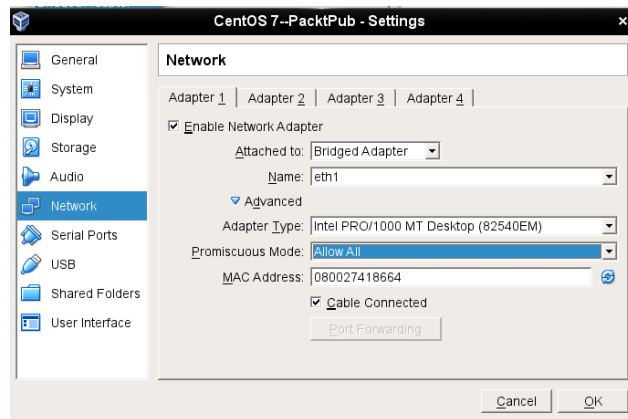 CentOS 7--PacktPub - Settings
General
System
Display
Storage
Audio
Network
Serial Ports
USB
Shared Folders
User Interface
Network
Adapter 1 Adapter 2 Adapter 3 Adapter 4
Enable Network Adapter
Attached to: Bridged Adapter
Name: eth1
Advanced
Adapter Type: Intel PRO/1000 MT Desktop (82540EM)
Promiscuous Mode: Allow All
MAC Address: 080027418664
Cable Connected
Port Forwarding
Cancel OK